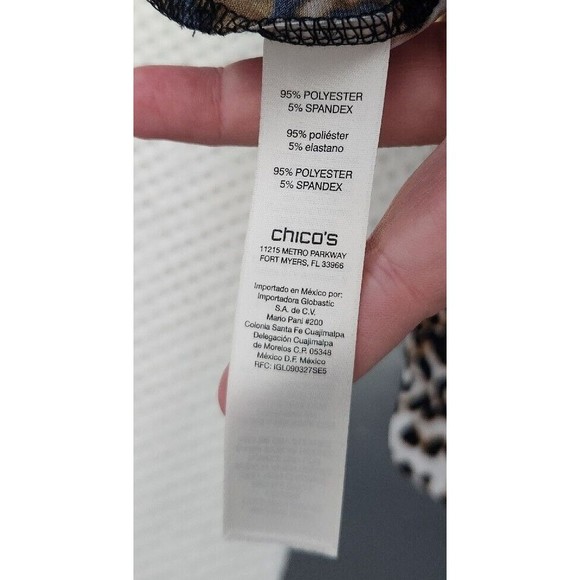 95% POLYESTER
5% SPANDEX
95% poliéster
5% elastano
95% POLYESTER
5% SPANDEX
chico's
11215 METRO PARKWAY
FORT MYERS, FL 33966
Importado en México por:
Importadora Globastic
S.A. de C.V.
Mario Pani #200
Colonia Santa Fe Cuajimalpa
Delegación Cuajimalpa
de Morelos C.P. 05348
México D.F. México
RFC: IGL090327SE5